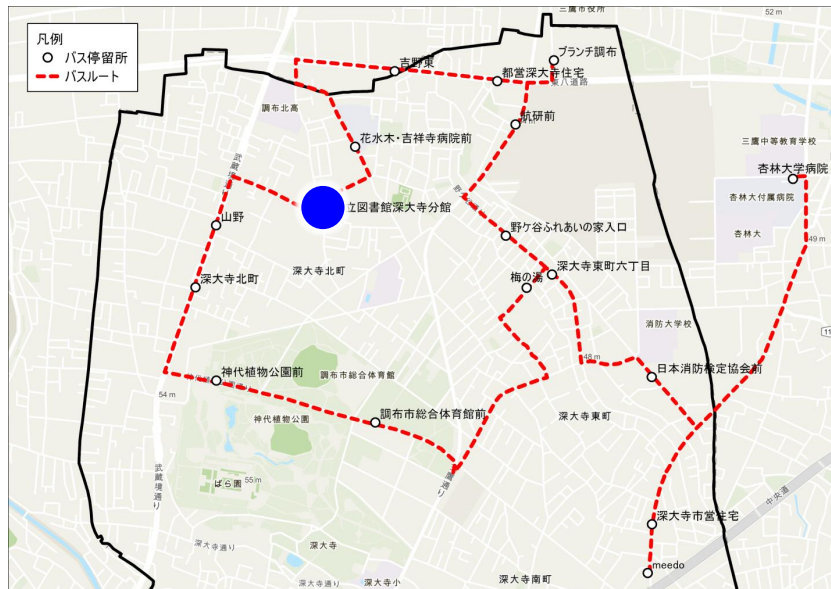 三鷹市役所
52 m
凡例
バス停留所
バスルート
ブランチ調布
吉野東
都営深大寺住宅
東八道路
調布北高
航研前
花水木・吉祥寺病院前
三鷹中等教育学校
武蔵境通り
杏林大学病院
杏林大付属病院
立図書館深大寺分館
山野
野ケ谷ふれあいの家入口
杏林大
49 m
深大寺北町
深大寺東町六丁目
梅の湯
深大寺北町
消防大学校
11
48 m
神代植物公園前
調布市総合体育館
日本消防検定協会前
54 m
神代植物公園
調布市総合体育館前
深大寺東町
武蔵境通り
ばら園
55 m
中央道
深大寺市営住宅
深大寺通り
深大寺
meedo
深大寺通り
深大寺小
深大寺南町